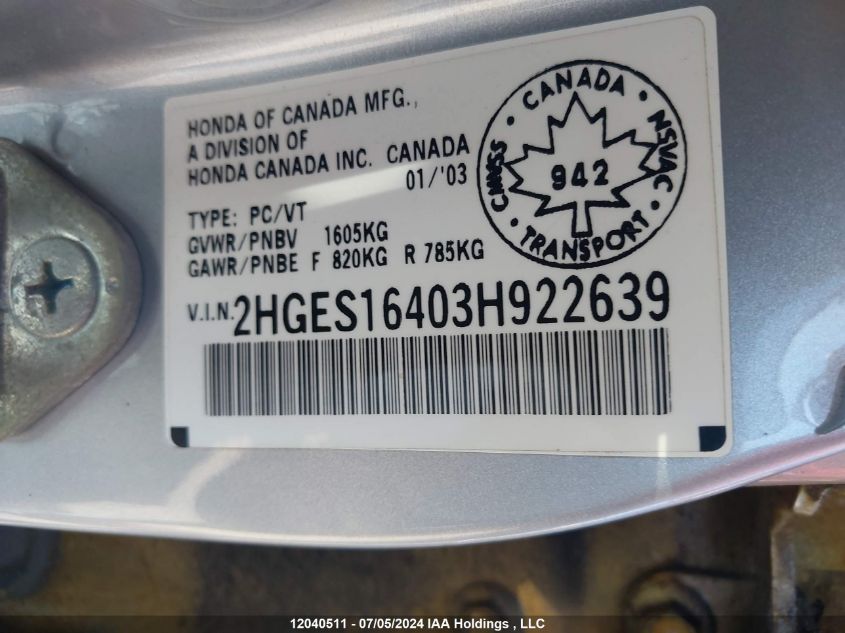 HONDA OF CANADA MFG.,
A DIVISION OF
HONDA CANADA INC. CANADA
01/'03
TYPE: PC/VT
GVWR/PNBV 1605KG
GAWR/PNBE F 820KG R 785KG
V.I.N. 2HGES16403H922639
CMVSS · CANADA · NSVAC · TRANSPORT ·
942
12040511 - 07/05/2024 IAA Holdings , LLC